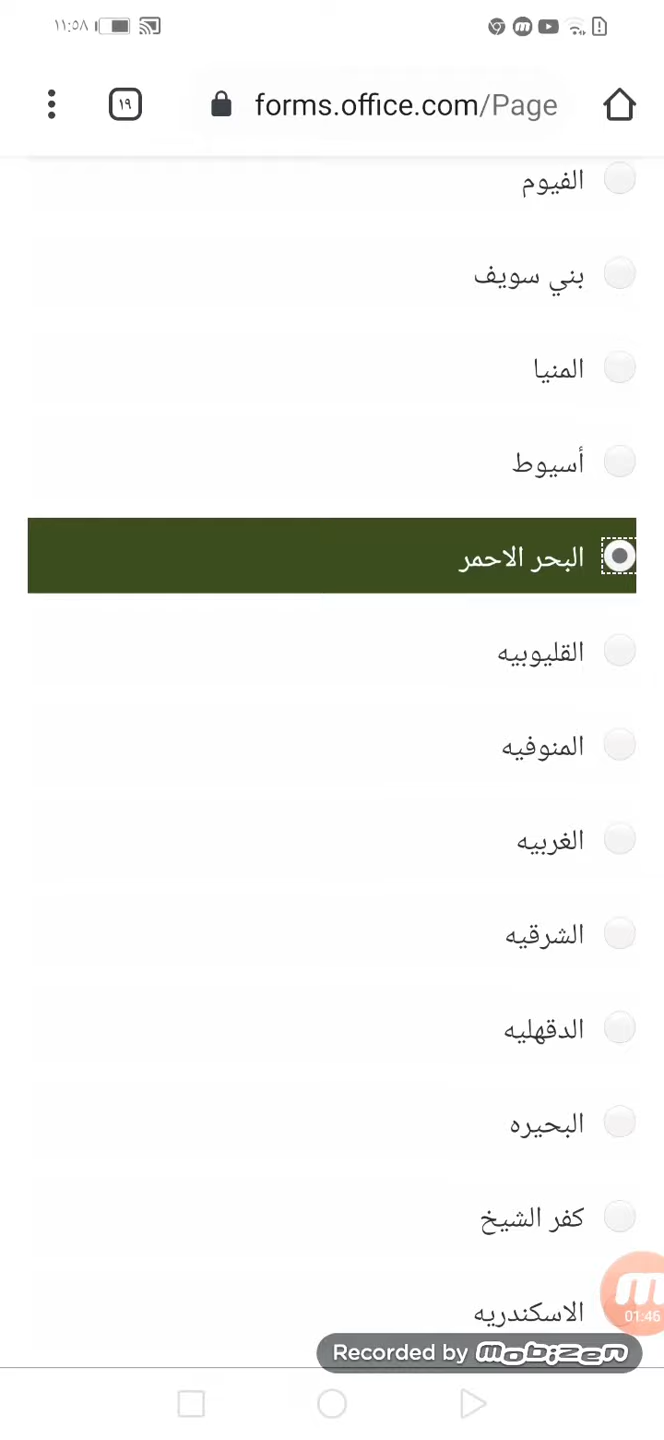 ١١:٥٨
١٩
forms.office.com/Page
الفيوم
بني سويف
المنيا
أسيوط
البحر الاحمر
القليوبيه
المنوفيه
الغربيه
الشرقيه
الدقهليه
البحيره
كفر الشيخ
الاسكندريه
01:46
Recorded by mobizen